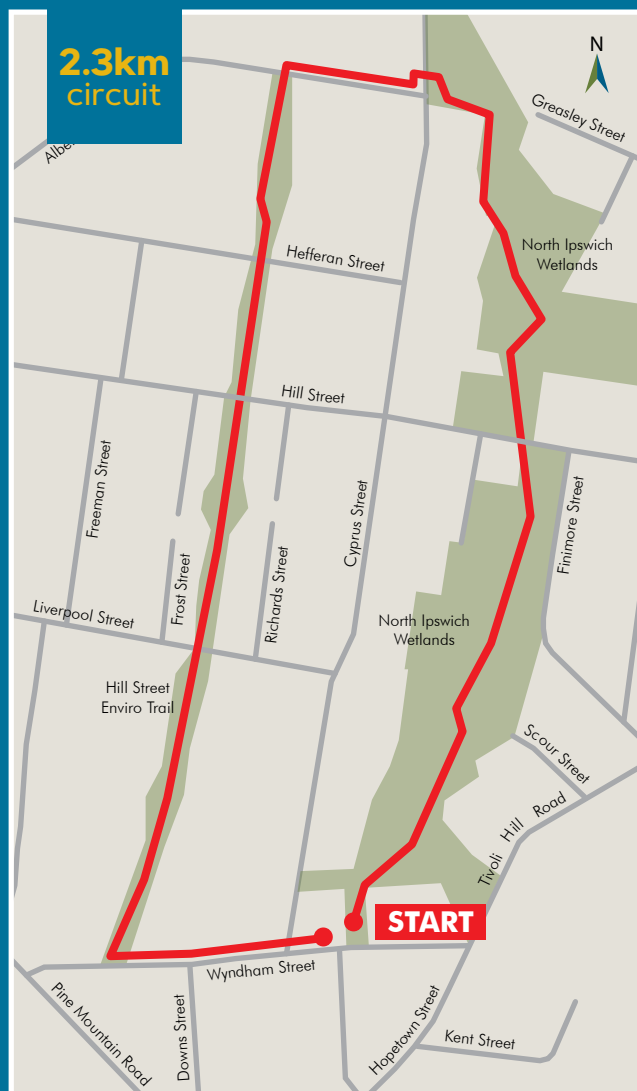 2.3km
circuit
N
Greasley Street
North Ipswich
Wetlands
Hefferan Street
Hill Street
Freeman Street
Cyprus Street
Finimore Street
Frost Street
Richards Street
Liverpool Street
North Ipswich
Wetlands
Hill Street
Enviro Trail
Scour Street
Tivoli Hill Road
START
Wyndham Street
Pine Mountain Road
Downs Street
Hopetown Street
Kent Street